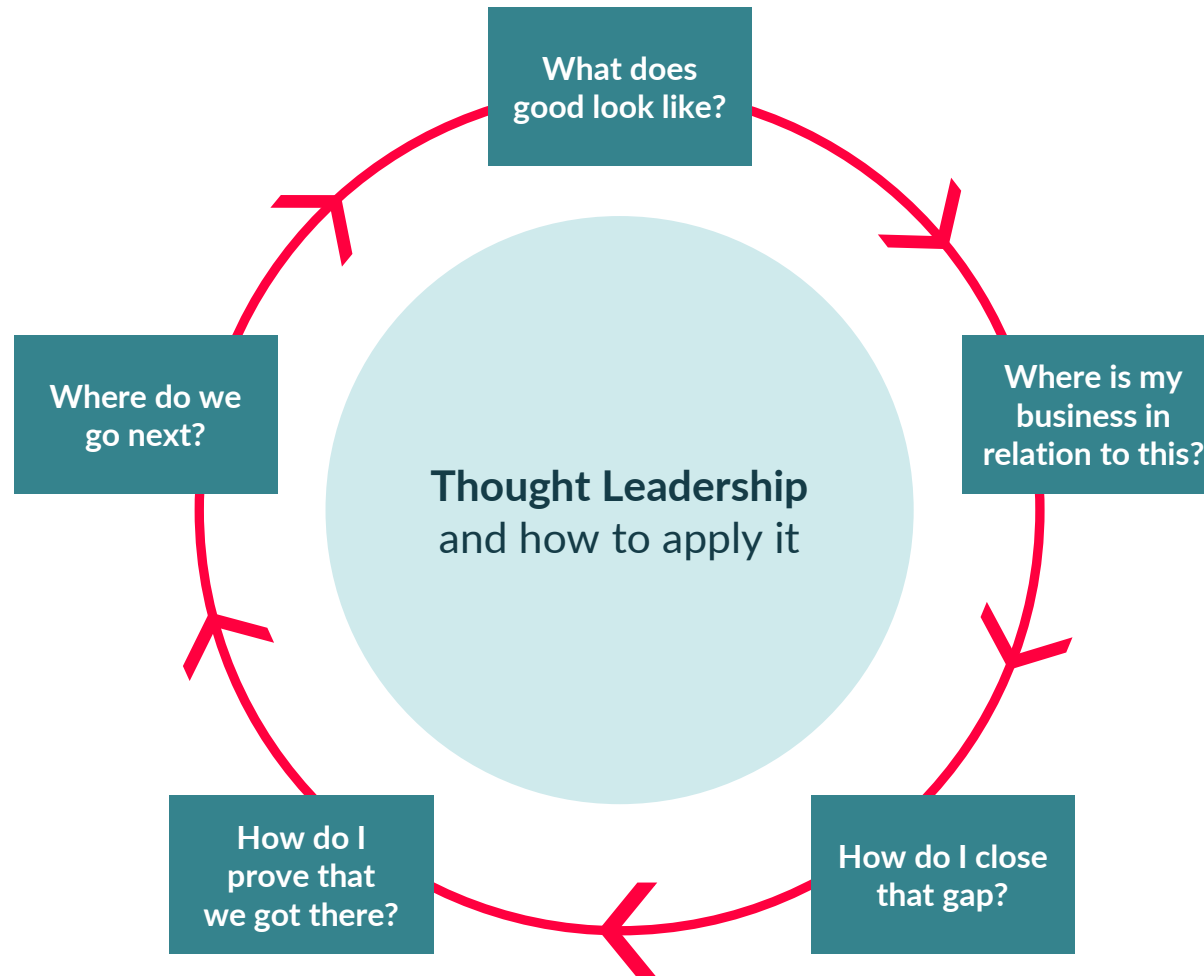 What does
good look like?
Where is my
business in
relation to this?
How do I close
that gap?
How do I
prove that
we got there?
Where do we
go next?
Thought Leadership
and how to apply it